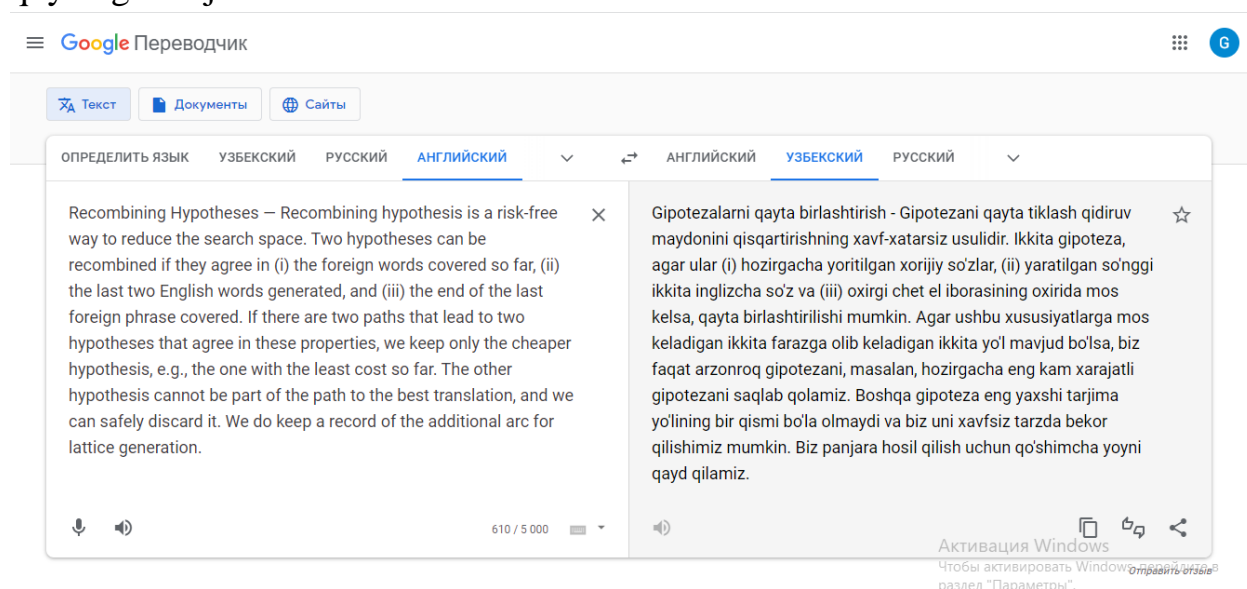 Google Переводчик
G
Текст
Документы
Сайты
ОПРЕДЕЛИТЬ ЯЗЫК УЗБЕКСКИЙ РУССКИЙ АНГЛИЙСКИЙ
АНГЛИЙСКИЙ УЗБЕКСКИЙ РУССКИЙ
Recombining Hypotheses — Recombining hypothesis is a risk-free
way to reduce the search space. Two hypotheses can be
recombined if they agree in (i) the foreign words covered so far, (ii)
the last two English words generated, and (iii) the end of the last
foreign phrase covered. If there are two paths that lead to two
hypotheses that agree in these properties, we keep only the cheaper
hypothesis, e.g., the one with the least cost so far. The other
hypothesis cannot be part of the path to the best translation, and we
can safely discard it. We do keep a record of the additional arc for
lattice generation.
610 / 5 000
Gipotezalarni qayta birlashtirish - Gipotezani qayta tiklash qidiruv
maydonini qisqartirishning xavf-xatarsiz usulidir. Ikkita gipoteza,
agar ular (i) hozirgacha yoritilgan xorijiy so'zlar, (ii) yaratilgan so'nggi
ikkita inglizcha so'z va (iii) oxirgi chet el iborasining oxirida mos
kelsa, qayta birlashtirilishi mumkin. Agar ushbu xususiyatlarga mos
keladigan ikkita farazga olib keladigan ikkita yo'l mavjud bo'lsa, biz
faqat arzonroq gipotezani, masalan, hozirgacha eng kam xarajatli
gipotezani saqlab qolamiz. Boshqa gipoteza eng yaxshi tarjima
yo'lining bir qismi bo'la olmaydi va biz uni xavfsiz tarzda bekor
qilishimiz mumkin. Biz panjara hosil qilish uchun qo'shimcha yoyni
qayd qilamiz.
Активация Windows
Чтобы активировать Windows, перейдите в
раздел "Параметры".
Отправить отзыв